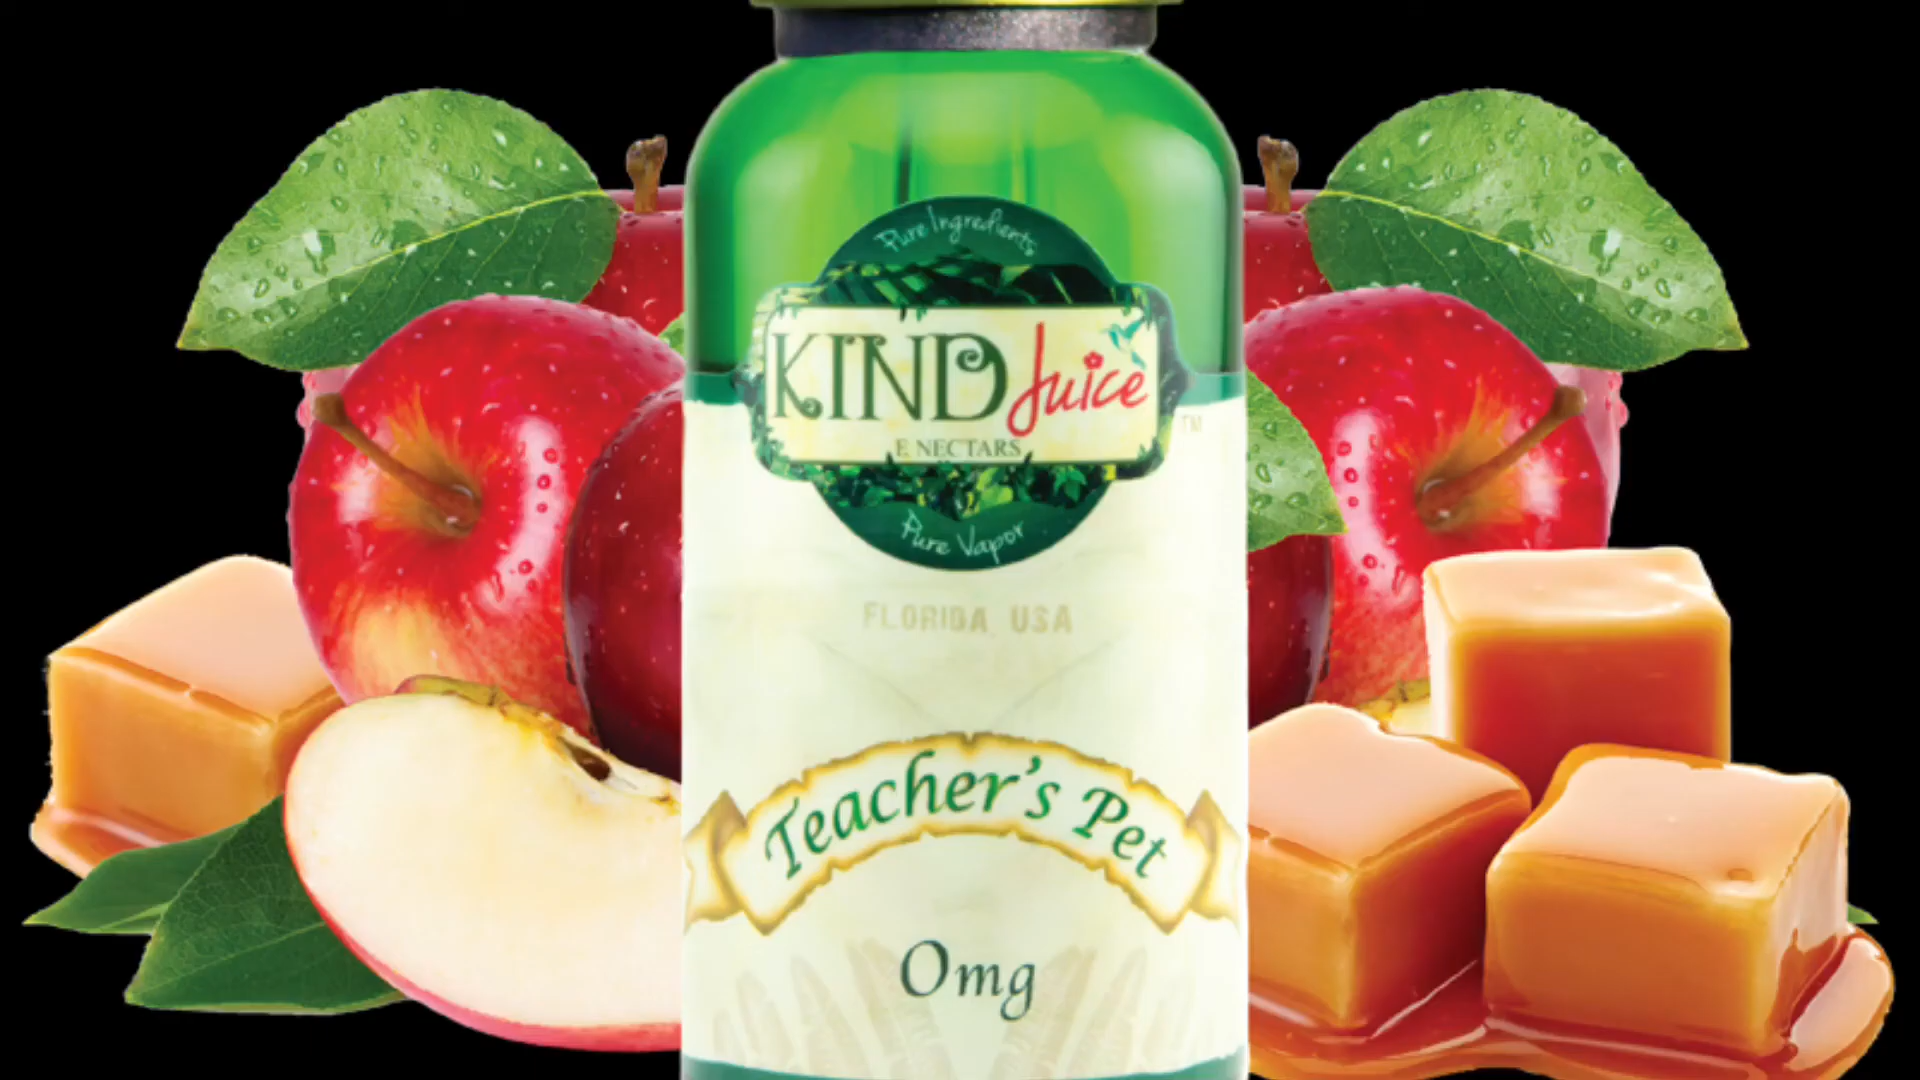 Pure Ingredients
KIND Juice
TM
E NECTARS
Pure Vapor
FLORIDA, USA
Teacher's Pet
0mg